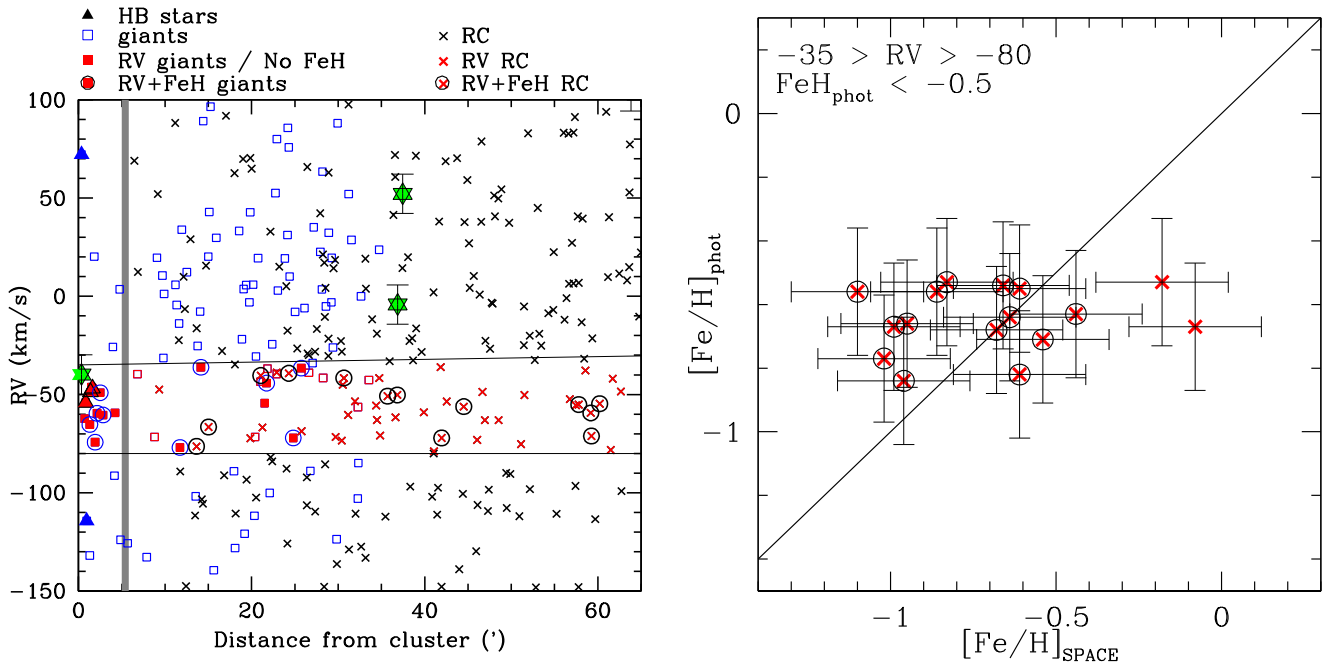 HB stars
giants
RV giants / No FeH
RV+FeH giants
RC
RV RC
RV+FeH RC
100
50
0
−50
−100
−150
RV (km/s)
0
20
40
60
Distance from cluster (')
−35 > RV > −80
FeH_phot < −0.5
0
−1
[Fe/H]_phot
−1
−0.5
0
[Fe/H]_SPACE